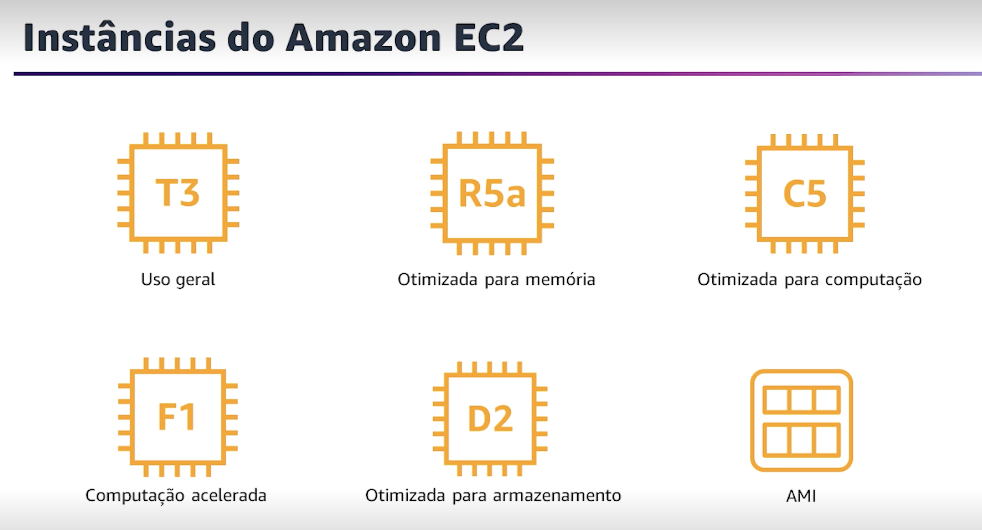 Instâncias do Amazon EC2
T3
R5a
C5
Uso geral
Otimizada para memória
Otimizada para computação
F1
D2
Computação acelerada
Otimizada para armazenamento
AMI